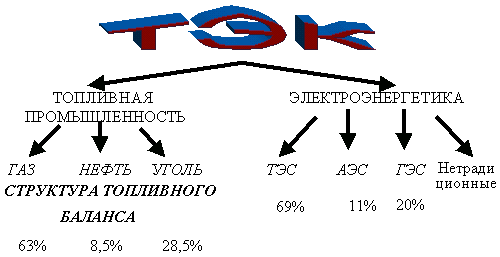 ТЭК
ТОПЛИВНАЯ
ПРОМЫШЛЕННОСТЬ
ЭЛЕКТРОЭНЕРГЕТИКА
ГАЗ НЕФТЬ УГОЛЬ
СТРУКТУРА ТОПЛИВНОГО
БАЛАНСА
63% 8,5% 28,5%
ТЭС АЭС ГЭС Нетради
ционные
69% 11% 20%